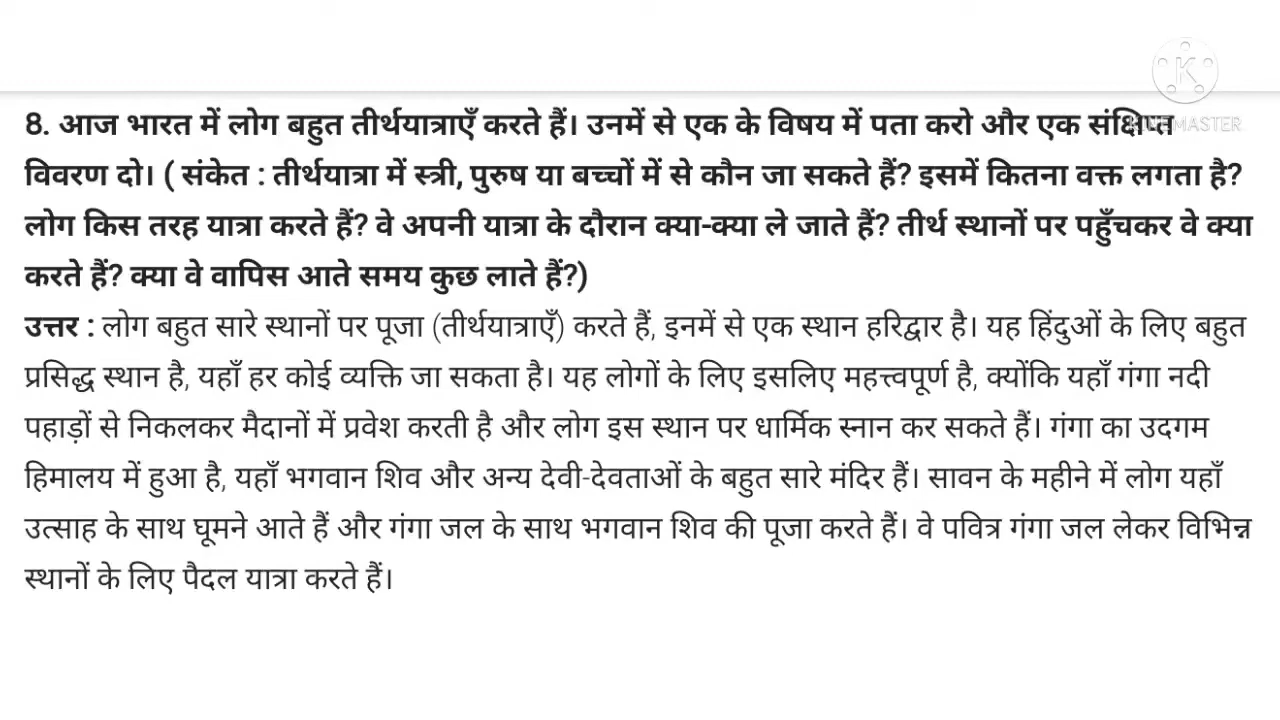 8. आज भारत में लोग बहुत तीर्थयात्राएँ करते हैं। उनमें से एक के विषय में पता करो और एक संक्षिप्त
विवरण दो। ( संकेत : तीर्थयात्रा में स्त्री, पुरुष या बच्चों में से कौन जा सकते हैं? इसमें कितना वक्त लगता है?
लोग किस तरह यात्रा करते हैं? वे अपनी यात्रा के दौरान क्या-क्या ले जाते हैं? तीर्थ स्थानों पर पहुँचकर वे क्या
करते हैं? क्या वे वापिस आते समय कुछ लाते हैं?)
उत्तर : लोग बहुत सारे स्थानों पर पूजा (तीर्थयात्राएँ) करते हैं, इनमें से एक स्थान हरिद्वार है। यह हिंदुओं के लिए बहुत
प्रसिद्ध स्थान है, यहाँ हर कोई व्यक्ति जा सकता है। यह लोगों के लिए इसलिए महत्त्वपूर्ण है, क्योंकि यहाँ गंगा नदी
पहाड़ों से निकलकर मैदानों में प्रवेश करती है और लोग इस स्थान पर धार्मिक स्नान कर सकते हैं। गंगा का उदगम
हिमालय में हुआ है, यहाँ भगवान शिव और अन्य देवी-देवताओं के बहुत सारे मंदिर हैं। सावन के महीने में लोग यहाँ
उत्साह के साथ घूमने आते हैं और गंगा जल के साथ भगवान शिव की पूजा करते हैं। वे पवित्र गंगा जल लेकर विभिन्न
स्थानों के लिए पैदल यात्रा करते हैं।
K
KINEMASTER